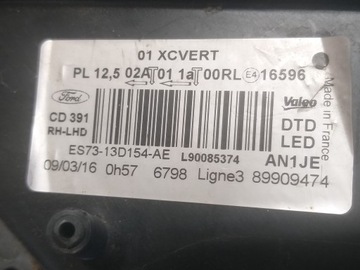 01 XCVERT
PL 12,5 02A 01 1a 00RL E4 16596
Ford
Valeo
Made in France
CD 391
RH-LHD
DTD
LED
ES73-13D154-AE L90085374 AN1JE
09/03/16 0h57 6798 Ligne3 89909474